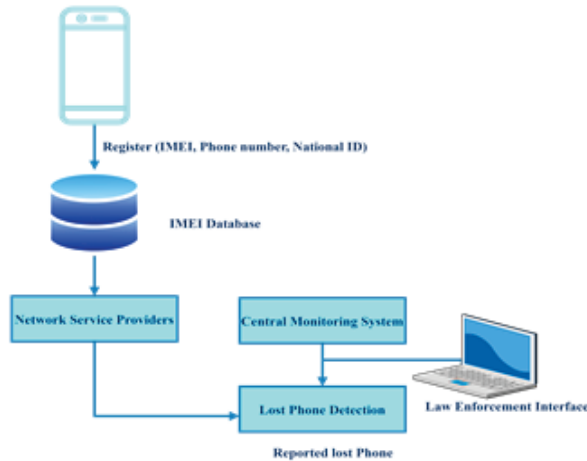 Register (IMEI, Phone number, National ID)
IMEI Database
Network Service Providers
Central Monitoring System
Lost Phone Detection
Law Enforcement Interface
Reported lost Phone